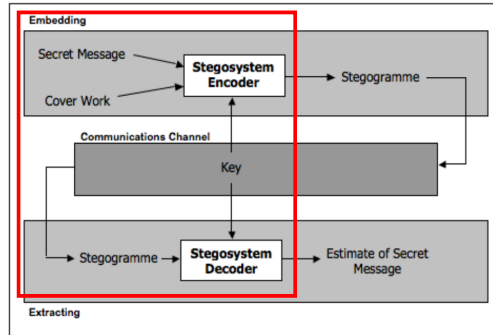 Embedding
Secret Message
Stegosystem
Encoder
Stegogramme
Cover Work
Communications Channel
Key
Stegogramme
Stegosystem
Decoder
Estimate of Secret
Message
Extracting